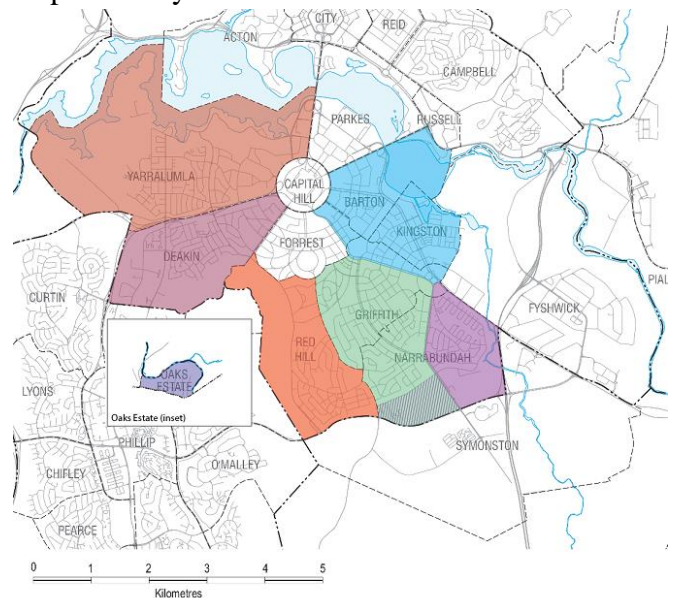 CITY
REID
ACTON
CAMPBELL
PARKES
RUSSELL
YARRALUMLA
CAPITAL
HILL
BARTON
KINGSTON
FORREST
DEAKIN
CURTIN
PIAL
FYSHWICK
GRIFFITH
RED
HILL
NARRABUNDAH
OAKS
ESTATE
LYONS
Oaks Estate (inset)
PHILLIP
SYMONSTON
O'MALLEY
CHIFLEY
PEARCE
0 1 2 3 4 5
Kilometres